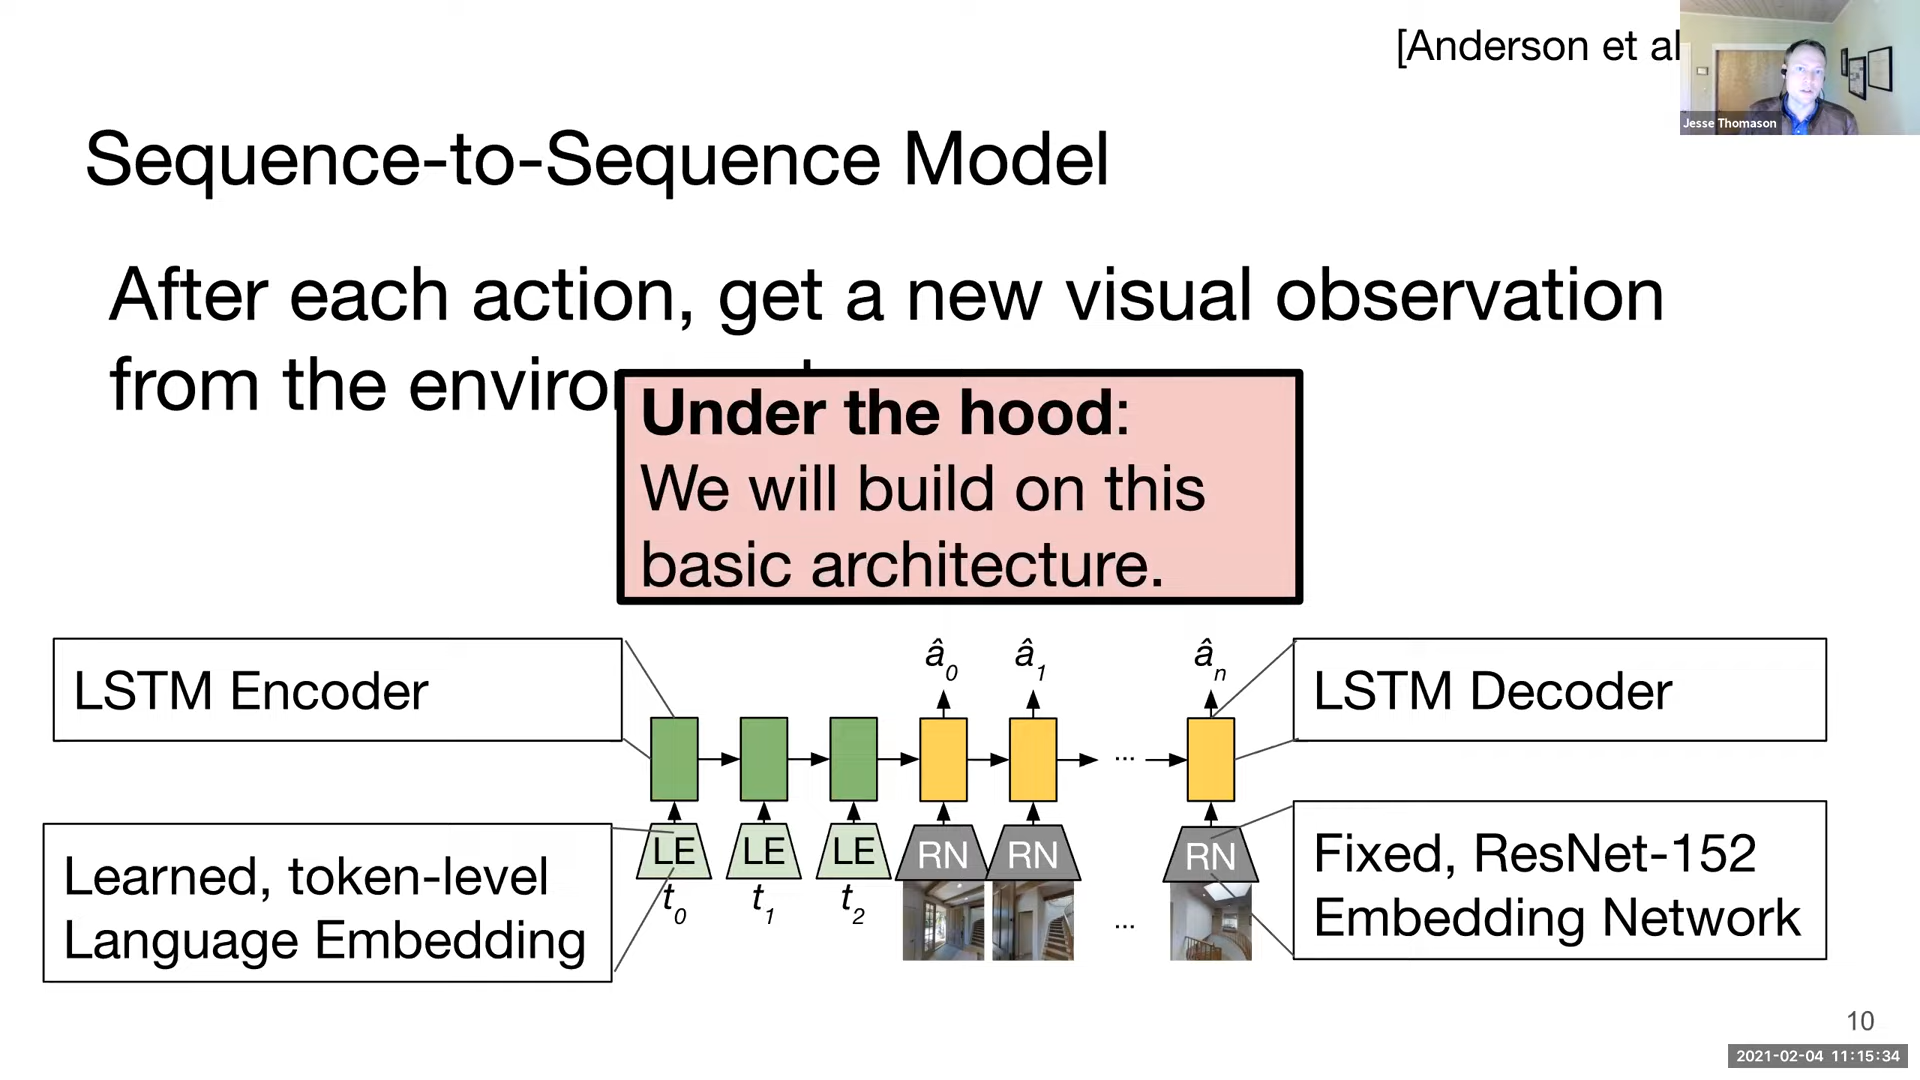 [Anderson et al
Jesse Thomason
Sequence-to-Sequence Model
After each action, get a new visual observation
from the
Under the hood:
We will build on this
basic architecture.
LSTM Encoder
â0 â1 ân
LSTM Decoder
...
LE LE LE RN RN RN
Learned, token-level
Language Embedding
t0 t1 t2
...
Fixed, ResNet-152
Embedding Network
10
2021-02-04 11:15:34